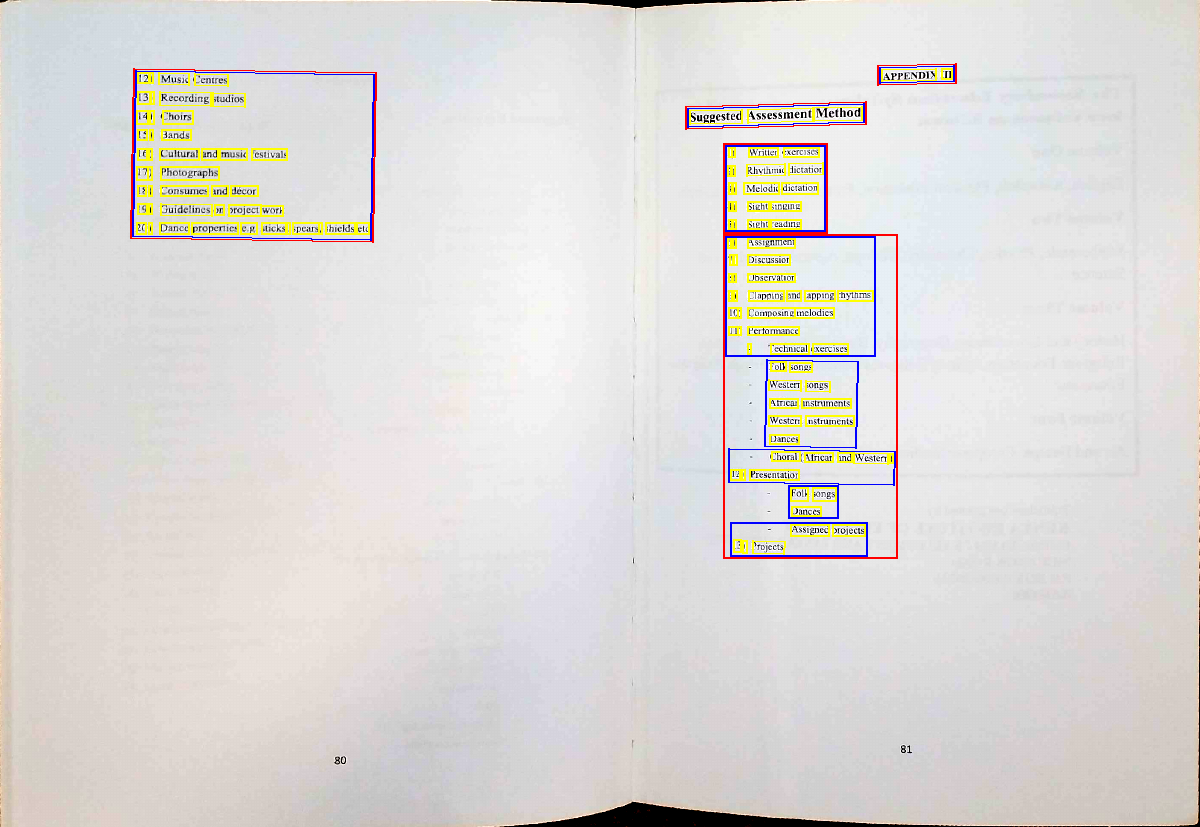 12) Music Centres
13) Recording studios
14) Choirs
15) Bands
16) Cultural and music festivals
17) Photographs
18) Consumes and décor
19) Guidelines on project work
20) Dance properties e.g. sticks, spears, shields etc
80
APPENDIX II
Suggested Assessment Method
1) Written exercises
2) Rhythmic dictation
3) Melodic dictation
4) Sight singing
5) Sight reading
6) Assignment
7) Discussion
8) Observation
9) Clapping and tapping rhythms
10) Composing melodies
11) Performance
- Technical exercises
- Folk songs
- Western songs
- African instruments
- Western instruments
- Dances
- Choral (African and Western)
12) Presentation
- Folk songs
- Dances
- Assigned projects
13) Projects
81